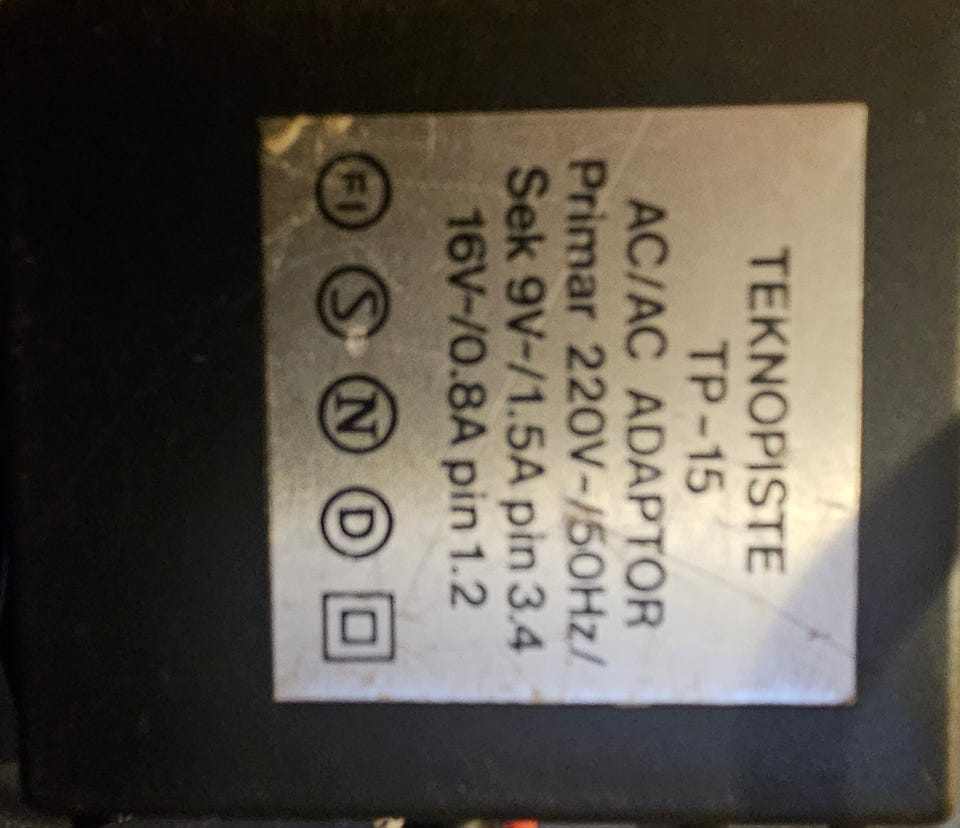 TEKNOPISTE
TP-15
AC/AC ADAPTOR
Primar 220V~/50Hz/
Sek 9V~/1.5A pin 3.4
16V~/0.8A pin 1.2
FI S N D